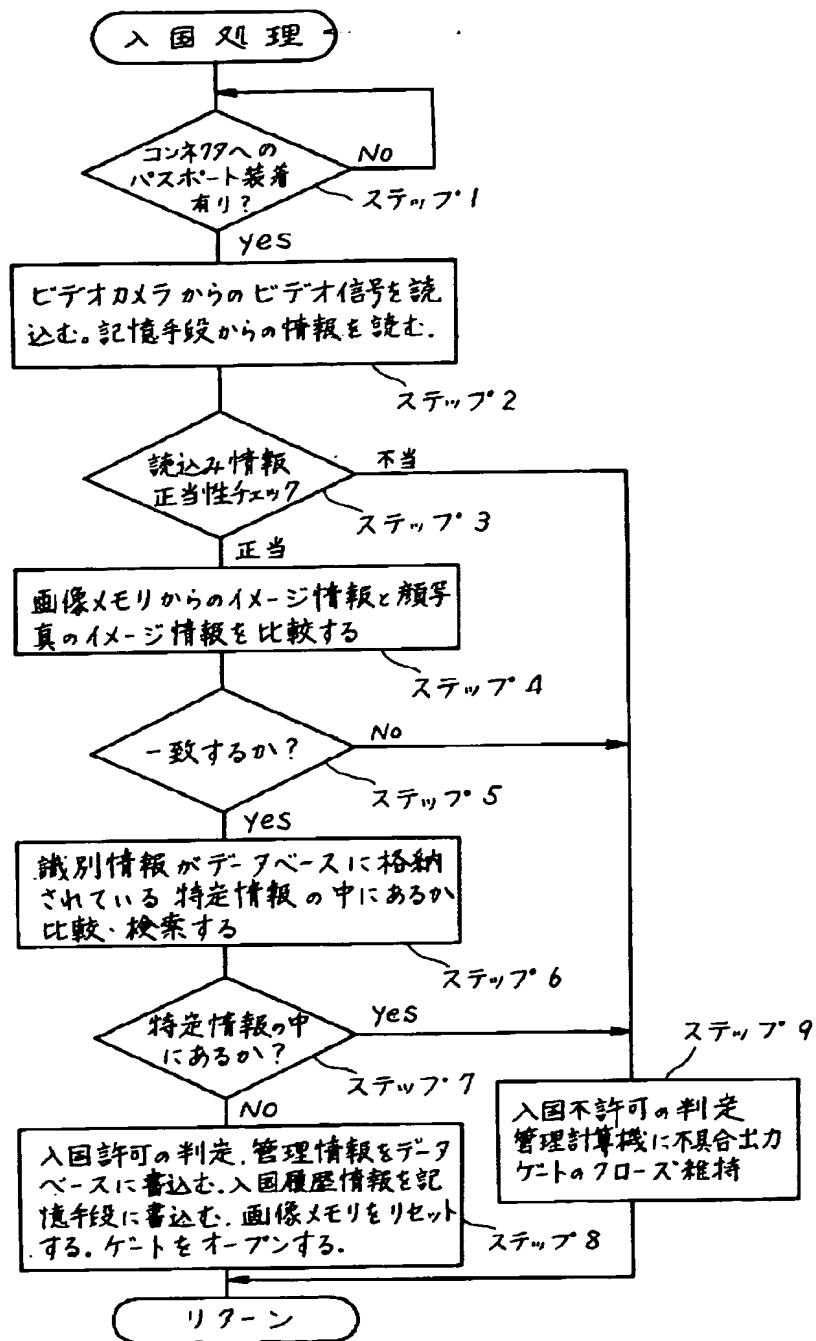 入国処理
コンネクタへの
パスポート装着
有り?
No
ステップ1
yes
ビデオカメラからのビデオ信号を読
込む。記憶手段からの情報を読む.
ステップ2
読込み情報
正当性チェック
不当
ステップ3
正当
画像メモリからのイメージ情報と顔写
真のイメージ情報を比較する
ステップ4
一致するか?
No
ステップ5
yes
識別情報がデータベースに格納
されている特定情報の中にあるか
比較・検索する
ステップ6
特定情報の中
にあるか?
yes
ステップ7
NO
ステップ9
入国不許可の判定
管理計算機に不具合出力
ゲートのクローズ維持
入国許可の判定.管理情報をデータ
ベースに書込む.入国履歴情報を記
憶手段に書込む.画像メモリをリセット
する。ゲートをオープンする.
ステップ8
リターン